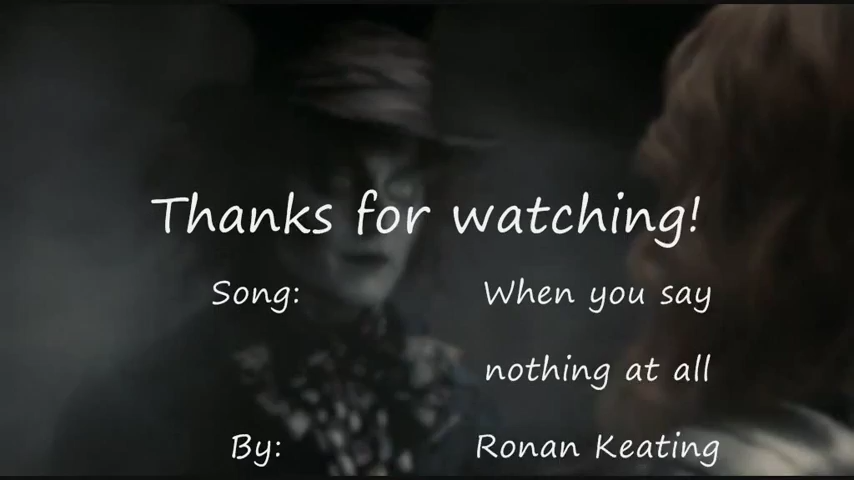 Thanks for watching!
Song: When you say
nothing at all
By: Ronan Keating